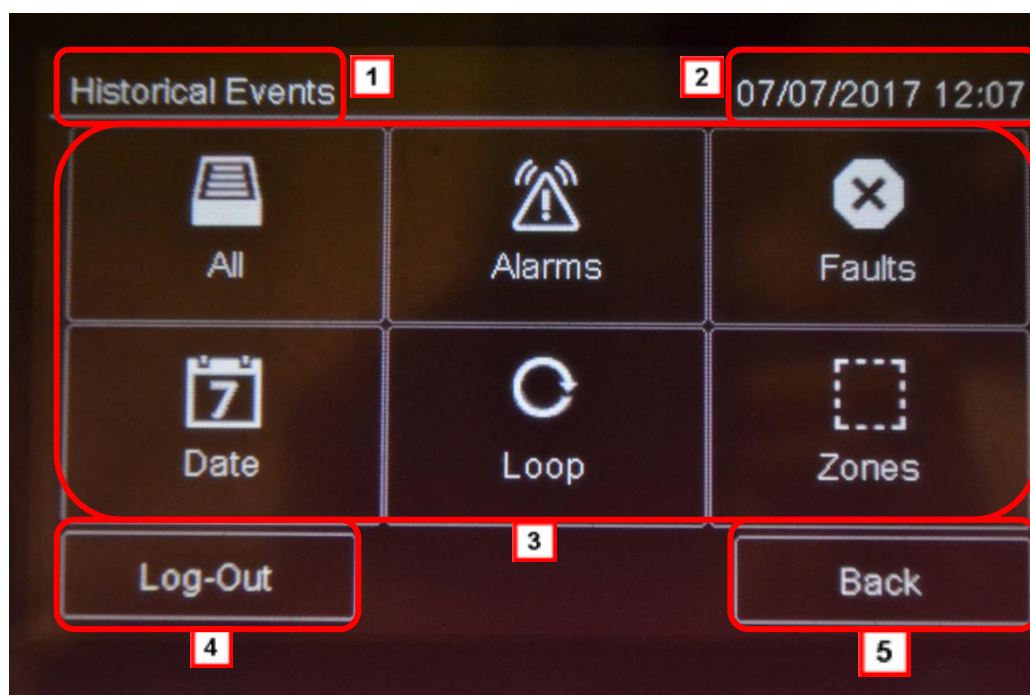 Historical Events 1 2 07/07/2017 12:07
All Alarms Faults
7
Date Loop Zones
3
Log-Out Back
4 5